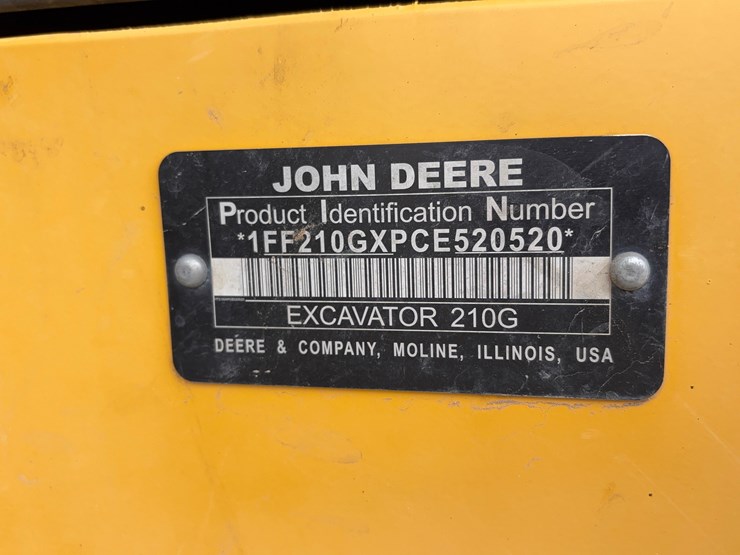 JOHN DEERE
Product Identification Number
*1FF210GXPCE520520*
EXCAVATOR 210G
DEERE & COMPANY, MOLINE, ILLINOIS, USA